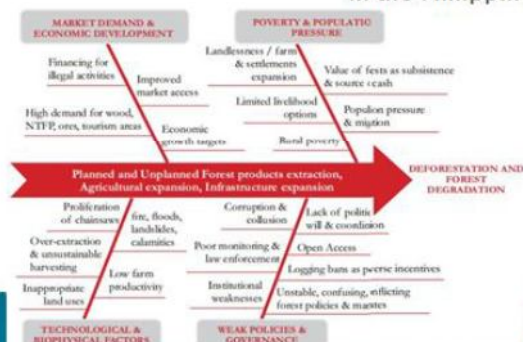 MARKET DEMAND &
ECONOMIC DEVELOPMENT
POVERTY & POPULATIC
PRESSURE
Financing for
illegal activities
Improved
market access
High demand for wood,
NTFP, ores, tourism areas
Economic
growth targets
Landlessness / farm
& settlements
expansion
Value of fests as subsistence
& source cash
Limited livelihood
options
Populion pressure
& migtion
Rural poverty
Planned and Unplanned Forest products extraction,
Agricultural expansion, Infrastructure expansion
DEFORESTATION AND
FOREST
DEGRADATION
Proliferation
of chainsaws
fire, floods,
landslides,
calamities
Over-extraction
& unsustainable
harvesting
Low farm
productivity
Inappropriate
land uses
Corruption &
collusion
Lack of politic
will & coordinion
Poor monitoring &
law enforcement
Open Access
Logging bans as perverse incentives
Institutional
weaknesses
Unstable, confusing, inflicting
forest policies & mandates
TECHNOLOGICAL &
BIOPHYSICAL FACTORS
WEAK POLICIES &
GOVERNANCE